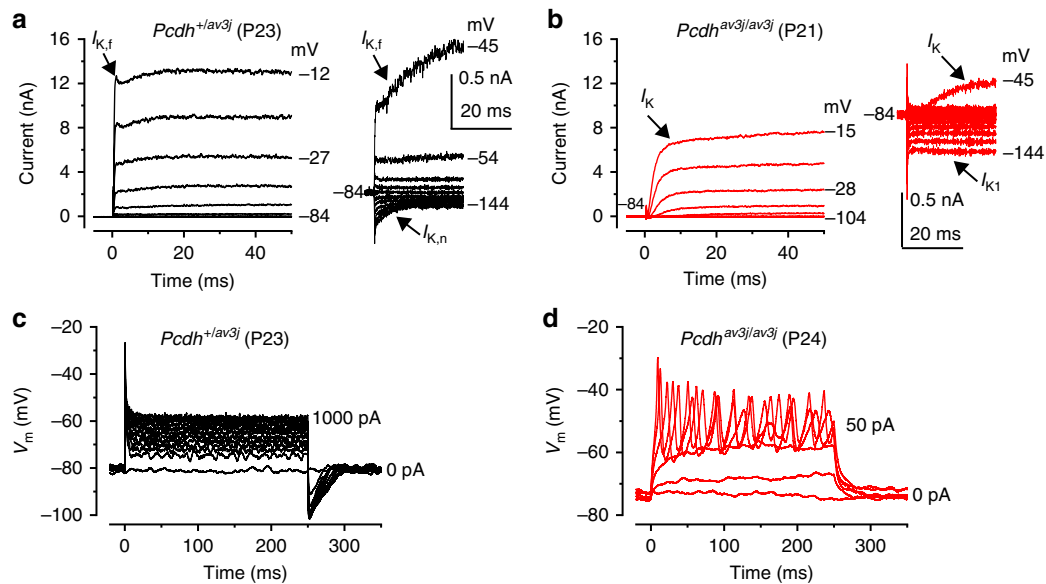 a
Pcdh+/av3j (P23)
16
12
8
4
0
Current (nA)
0
20
40
Time (ms)
IK,f
mV
–12
–27
–84
IK,f
mV
–45
0.5 nA
20 ms
–54
–84
–144
IK,n
b
Pcdhav3j/av3j (P21)
16
12
8
4
0
Current (nA)
0
20
40
Time (ms)
IK
mV
–15
–28
–84
–104
IK
mV
–45
–84
–144
IK1
0.5 nA
20 ms
c
Pcdh+/av3j (P23)
–20
–40
–60
–80
–100
Vm (mV)
1000 pA
0 pA
0
100
200
300
Time (ms)
d
Pcdhav3j/av3j (P24)
–20
–40
–60
–80
Vm (mV)
50 pA
0 pA
0
100
200
300
Time (ms)